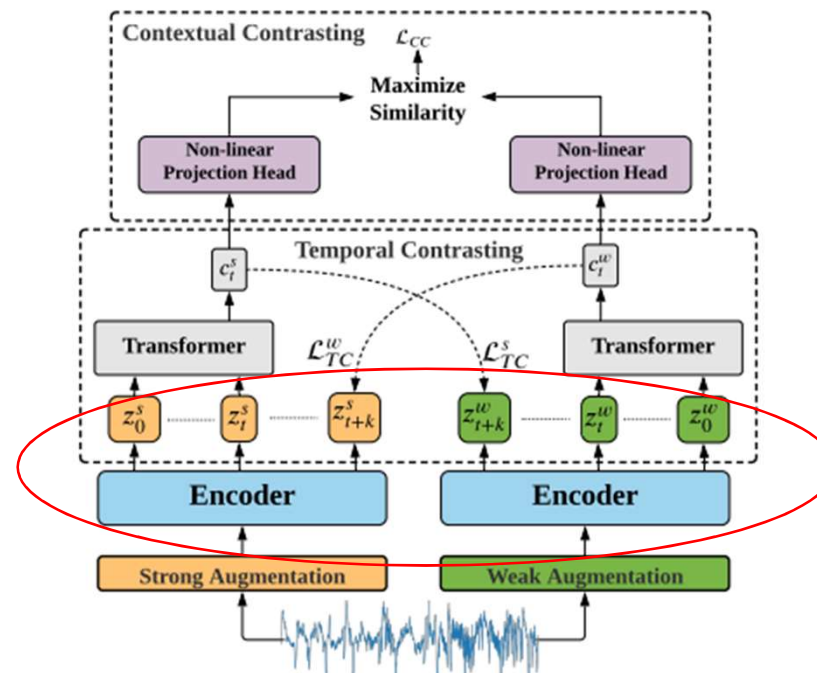 Contextual Contrasting
ℒ_CC
Maximize
Similarity
Non-linear
Projection Head
Non-linear
Projection Head
Temporal Contrasting
c_t^s
c_t^w
Transformer
ℒ_TC^w
ℒ_TC^s
Transformer
z_0^s
z_t^s
z_{t+k}^s
z_{t+k}^w
z_t^w
z_0^w
Encoder
Encoder
Strong Augmentation
Weak Augmentation